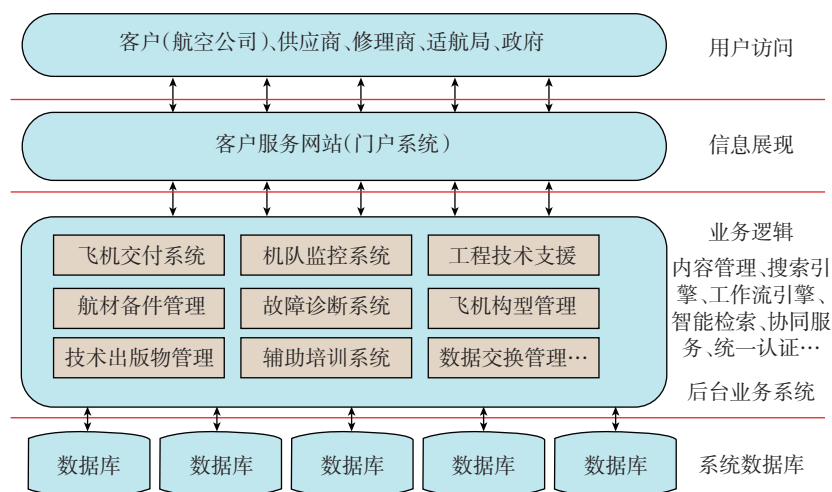 客户(航空公司)、供应商、修理商、适航局、政府
用户访问
客户服务网站(门户系统)
信息展现
飞机交付系统
机队监控系统
工程技术支援
航材备件管理
故障诊断系统
飞机构型管理
技术出版物管理
辅助培训系统
数据交换管理…
业务逻辑
内容管理、搜索引
擎、工作流引擎、
智能检索、协同服
务、统一认证…
后台业务系统
数据库
数据库
数据库
数据库
数据库
系统数据库